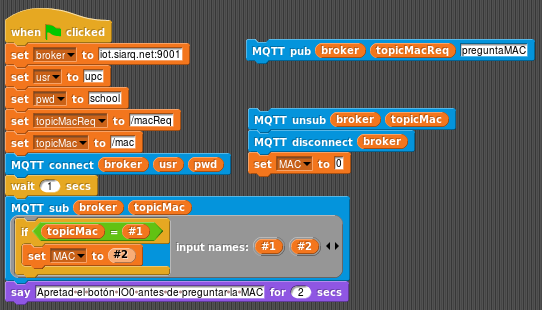 when clicked
set broker to iot.siarq.net:9001
set usr to upc
set pwd to school
set topicMacReq to /macReq
set topicMac to /mac
MQTT connect broker usr pwd
wait 1 secs
MQTT sub broker topicMac
if topicMac = #1
set MAC to #2
input names: #1 #2
say Apretad·el·botón·IO0·antes·de·preguntar·la·MAC for 2 secs
MQTT pub broker topicMacReq preguntaMAC
MQTT unsub broker topicMac
MQTT disconnect broker
set MAC to 0